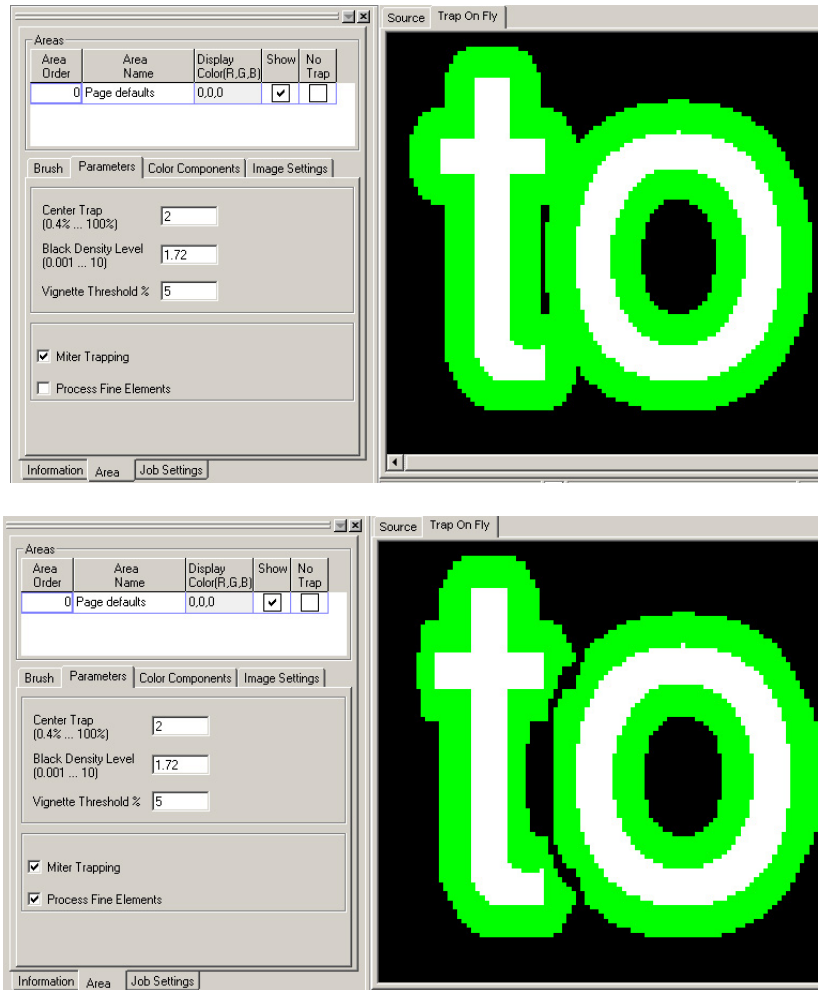 Source Trap On Fly
Areas
Area Order Area Name Display Color(R,G,B) Show No Trap
0 Page defaults 0,0,0
Brush Parameters Color Components Image Settings
Center Trap
(0.4% ... 100%) 2
Black Density Level
(0.001 ... 10) 1.72
Vignette Threshold % 5
Miter Trapping
Process Fine Elements
Information Area Job Settings
to
Source Trap On Fly
Areas
Area Order Area Name Display Color(R,G,B) Show No Trap
0 Page defaults 0,0,0
Brush Parameters Color Components Image Settings
Center Trap
(0.4% ... 100%) 2
Black Density Level
(0.001 ... 10) 1.72
Vignette Threshold % 5
Miter Trapping
Process Fine Elements
Information Area Job Settings
to